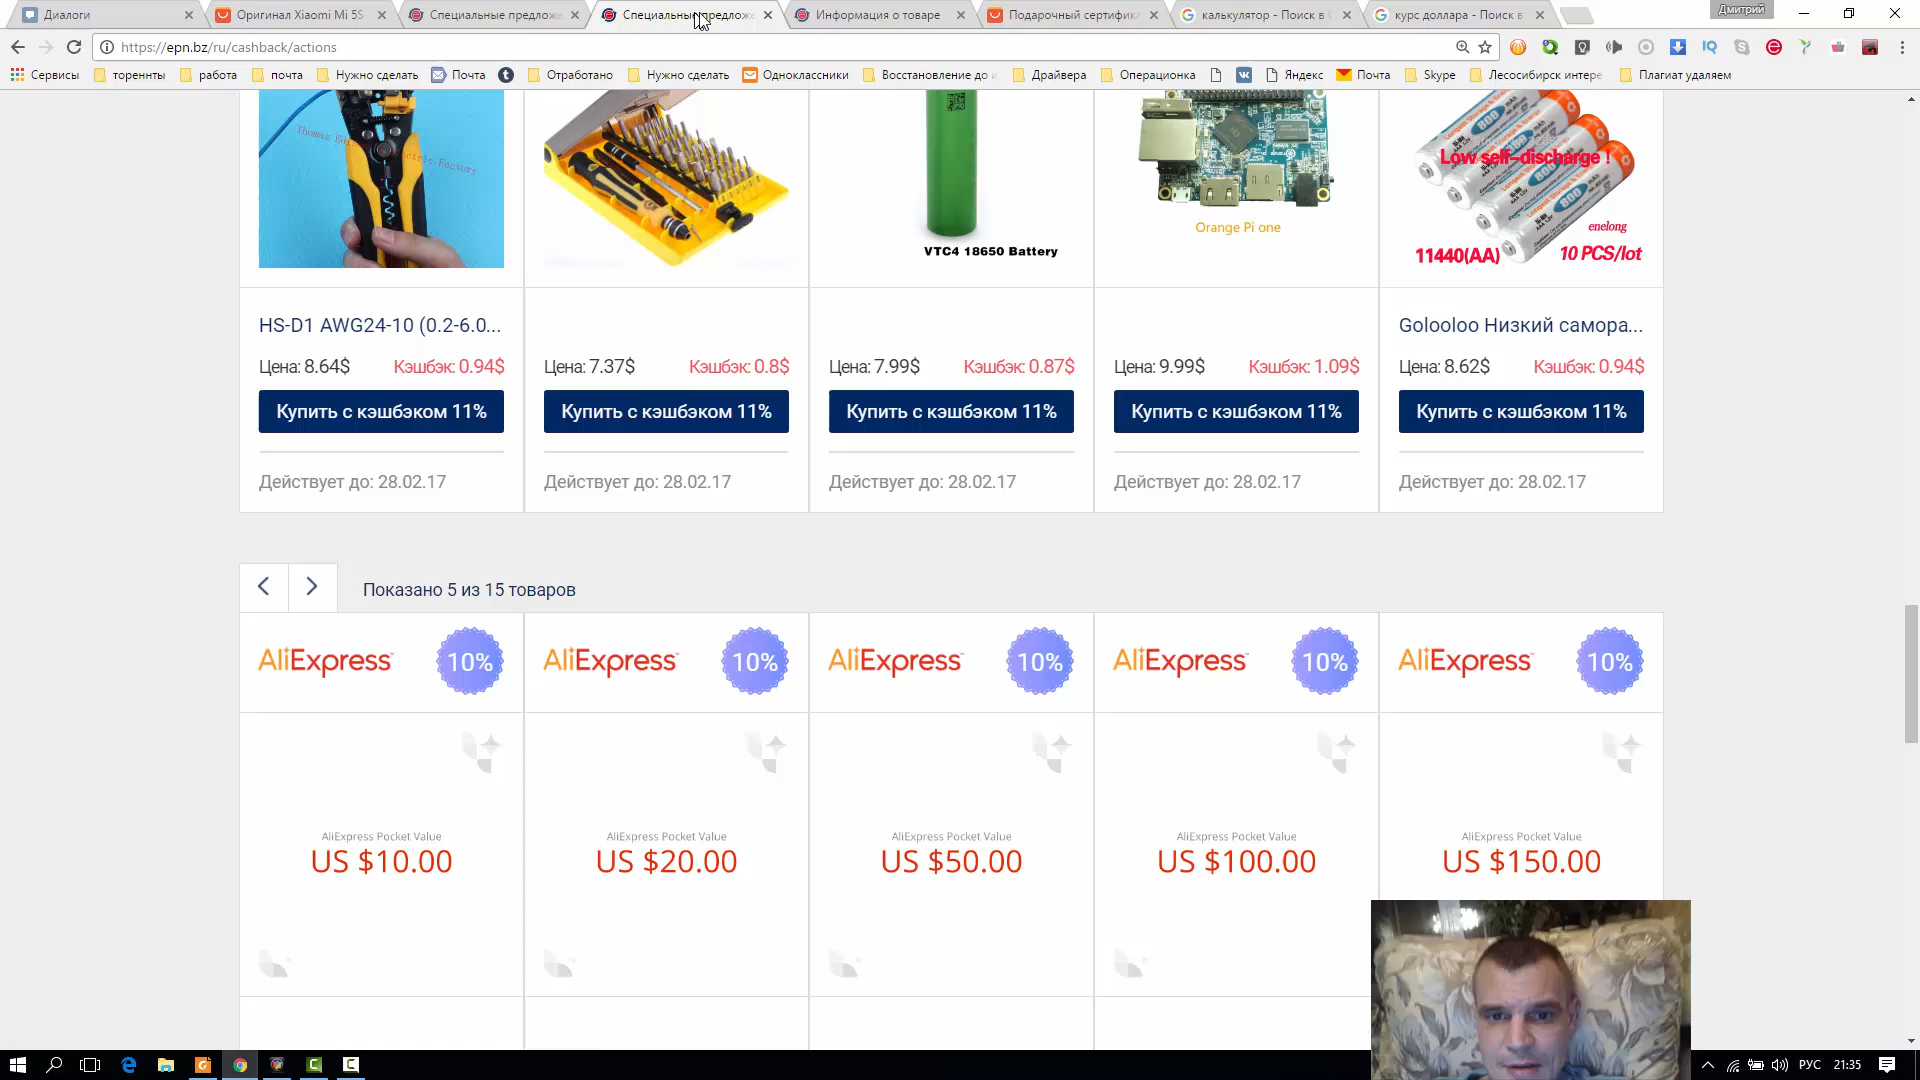 Диалоги
Оригинал Xiaomi Mi 5S
Специальные предлож
Специальные предлож
Информация о товаре
Подарочный сертифик
калькулятор - Поиск в
курс доллара - Поиск в
Дмитрий
https://epn.bz/ru/cashback/actions
Сервисы
тореннты
работа
почта
Нужно сделать
Почта
Отработано
Нужно сделать
Одноклассники
Восстановление до
Драйвера
Операционка
Яндекс
Почта
Skype
Лесосибирск интере
Плагиат удаляем
VTC4 18650 Battery
Orange Pi one
Low self-discharge !
enelong
11440(AA)
10 PCS/lot
HS-D1 AWG24-10 (0.2-6.0...
Golooloo Низкий самора...
Цена: 8.64$ Кэшбэк: 0.94$
Цена: 7.37$ Кэшбэк: 0.8$
Цена: 7.99$ Кэшбэк: 0.87$
Цена: 9.99$ Кэшбэк: 1.09$
Цена: 8.62$ Кэшбэк: 0.94$
Купить с кэшбэком 11%
Купить с кэшбэком 11%
Купить с кэшбэком 11%
Купить с кэшбэком 11%
Купить с кэшбэком 11%
Действует до: 28.02.17
Действует до: 28.02.17
Действует до: 28.02.17
Действует до: 28.02.17
Действует до: 28.02.17
Показано 5 из 15 товаров
AliExpress 10%
AliExpress 10%
AliExpress 10%
AliExpress 10%
AliExpress 10%
AliExpress Pocket Value
US $10.00
AliExpress Pocket Value
US $20.00
AliExpress Pocket Value
US $50.00
AliExpress Pocket Value
US $100.00
AliExpress Pocket Value
US $150.00
РУС
21:35